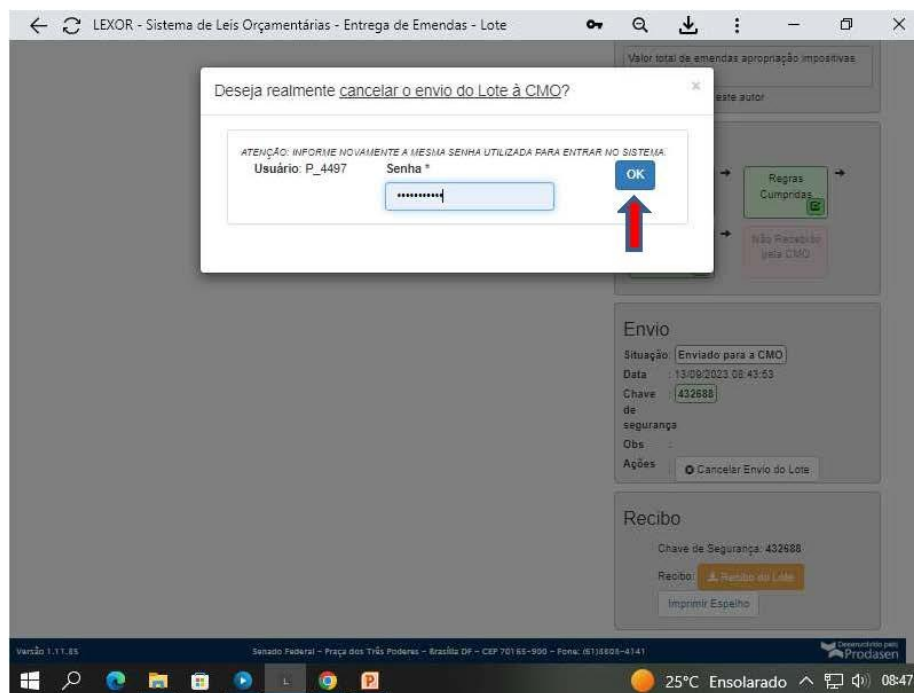 LEXOR - Sistema de Leis Orçamentárias - Entrega de Emendas - Lote
Valor total de emendas apropriação impositivas
este autor
Deseja realmente cancelar o envio do Lote à CMO?
×
ATENÇÃO: INFORME NOVAMENTE A MESMA SENHA UTILIZADA PARA ENTRAR NO SISTEMA.
Usuário: P_4497 Senha *
OK
Regras
Cumpridas
Não Recebido
pela CMO
Envio
Situação: Enviado para a CMO
Data : 13/09/2023 08:43:53
Chave : 432688
de
segurança
Obs :
Ações : Cancelar Envio do Lote
Recibo
Chave de Segurança: 432688
Recibo: Recibo do Lote
Imprimir Espelho
Versão 1.11.85 Senado Federal - Praça dos Três Poderes - Brasília DF - CEP 70165-900 - Fone: (61)6605-4141 Desenvolvido pelo
Prodasen
25°C Ensolarado 08:47